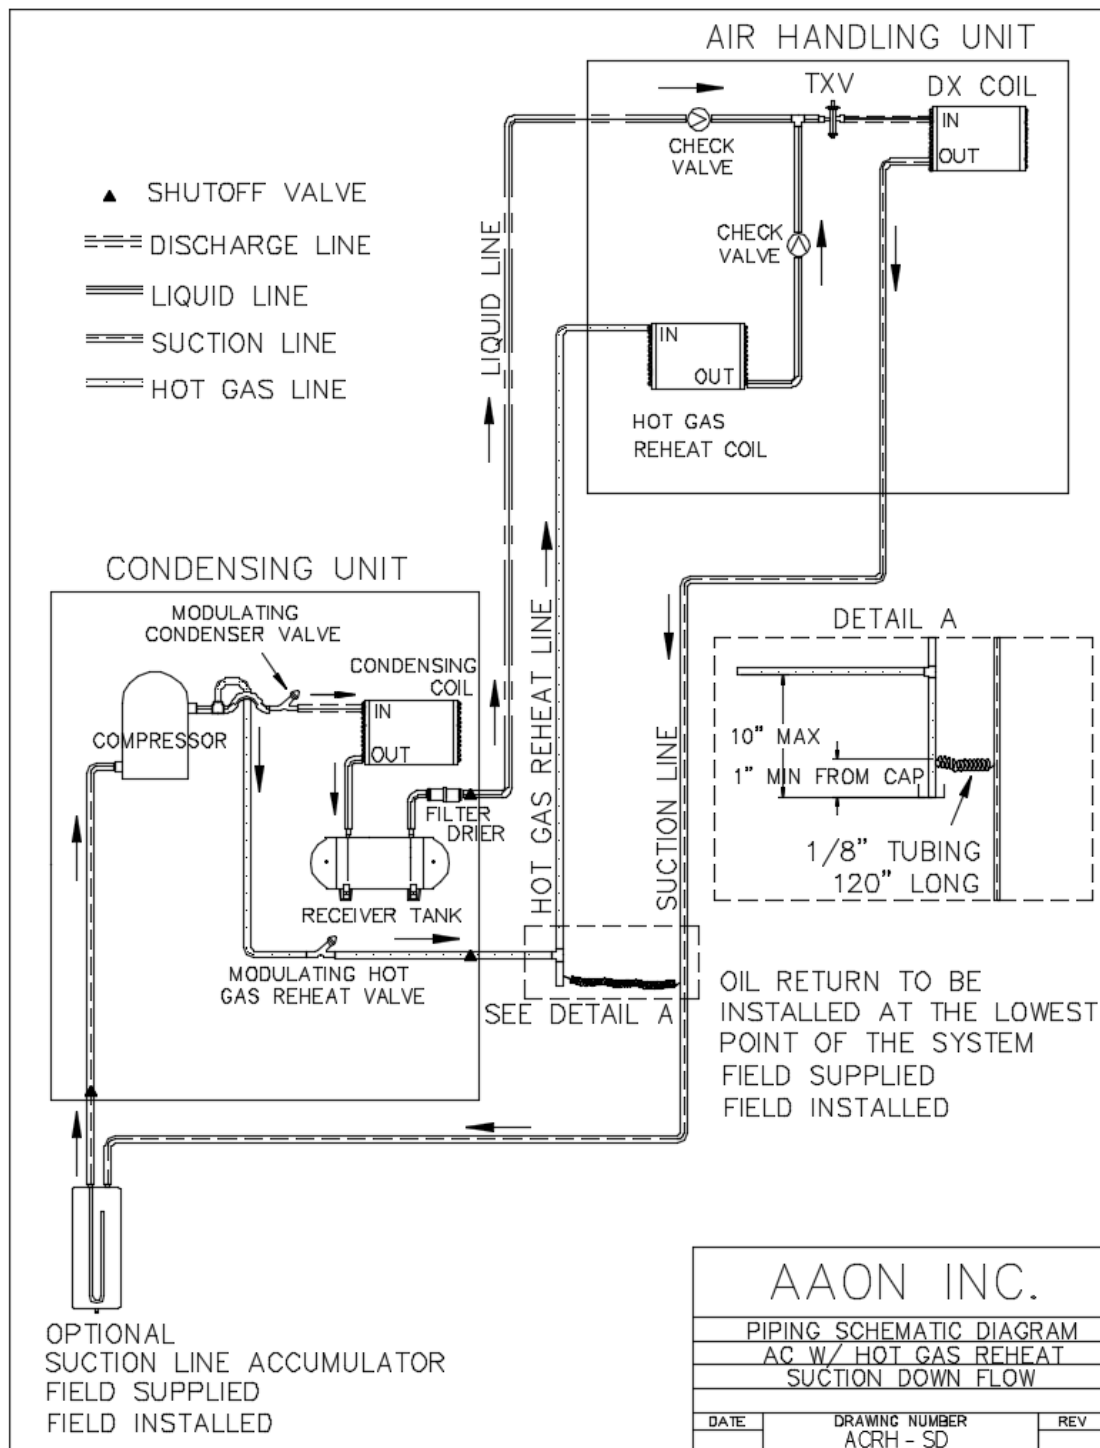 AIR HANDLING UNIT
TXV
DX COIL
IN
OUT
CHECK
VALVE
CHECK
VALVE
IN
OUT
HOT GAS
REHEAT COIL
SHUTOFF VALVE
DISCHARGE LINE
LIQUID LINE
SUCTION LINE
HOT GAS LINE
LIQUID LINE
HOT GAS REHEAT LINE
SUCTION LINE
CONDENSING UNIT
MODULATING
CONDENSER VALVE
CONDENSING
COIL
IN
OUT
COMPRESSOR
FILTER
DRIER
RECEIVER TANK
MODULATING HOT
GAS REHEAT VALVE
DETAIL A
10" MAX
1" MIN FROM CAP
1/8" TUBING
120" LONG
SEE DETAIL A
OIL RETURN TO BE
INSTALLED AT THE LOWEST
POINT OF THE SYSTEM
FIELD SUPPLIED
FIELD INSTALLED
OPTIONAL
SUCTION LINE ACCUMULATOR
FIELD SUPPLIED
FIELD INSTALLED
AAON INC.
PIPING SCHEMATIC DIAGRAM
AC W/ HOT GAS REHEAT
SUCTION DOWN FLOW
DATE
DRAWING NUMBER
REV
ACRH - SD